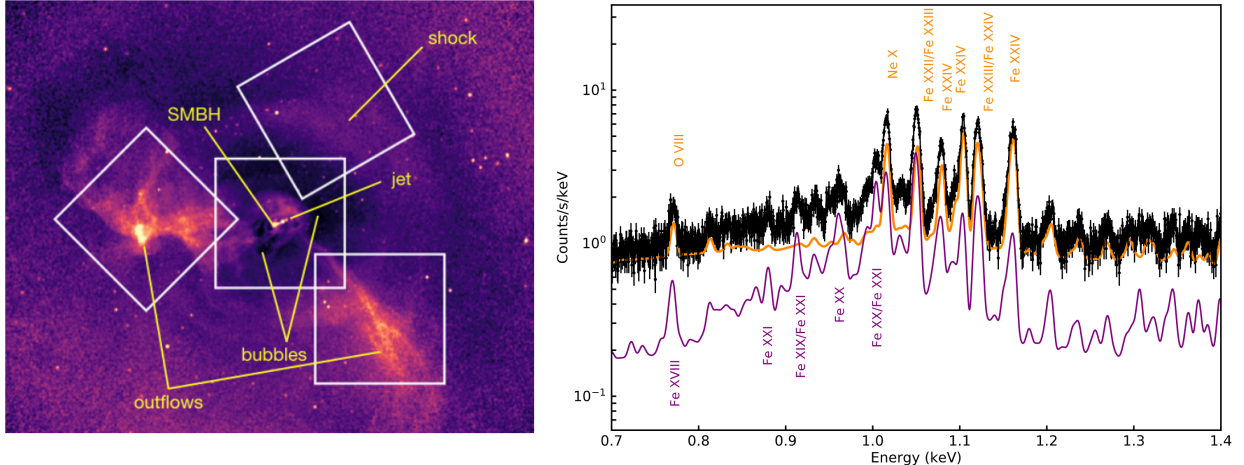 shock
SMBH
jet
bubbles
outflows
Counts/s/keV
10¹
10⁰
10⁻¹
O VIII
Ne X
Fe XXII/Fe XXIII
Fe XXIV
Fe XXIV
Fe XXIII/Fe XXIV
Fe XXIV
Fe XVIII
Fe XXI
Fe XIX/Fe XXI
Fe XX
Fe XX/Fe XXI
0.7 0.8 0.9 1.0 1.1 1.2 1.3 1.4
Energy (keV)